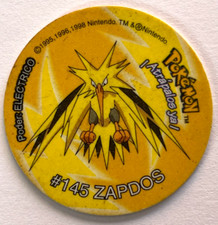 ©1995,1996,1998 Nintendo. TM & ® Nintendo.
Poder: ELECTRICO
POKéMON
¡Atrápalos ya!
#145 ZAPDOS